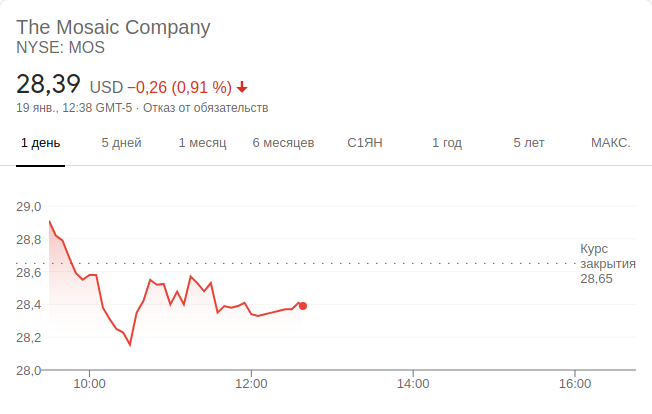 The Mosaic Company
NYSE: MOS
28,39 USD −0,26 (0,91 %)
19 янв., 12:38 GMT-5 · Отказ от обязательств
1 день 5 дней 1 месяц 6 месяцев С1ЯН 1 год 5 лет МАКС.
29,0
28,8
Курс
закрытия
28,65
28,6
28,4
28,2
28,0
10:00 12:00 14:00 16:00